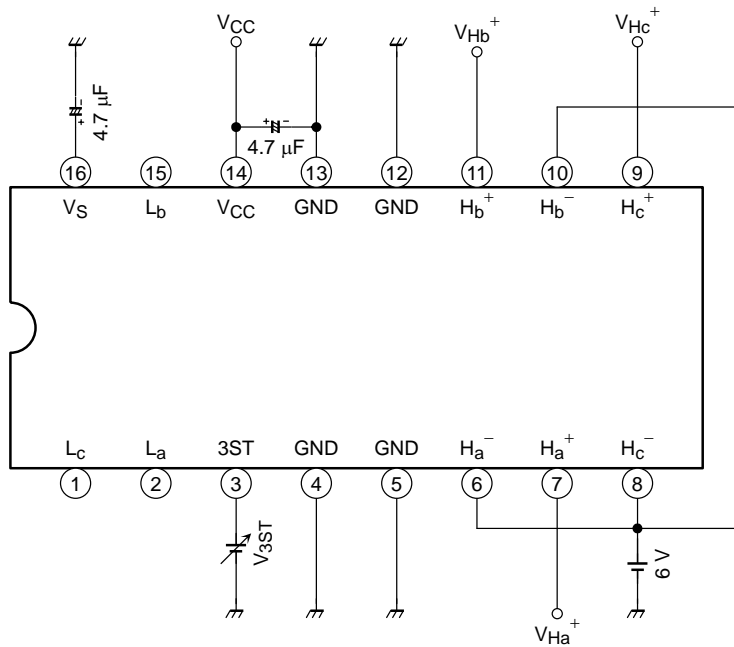 VCC
VHb+
VHc+
4.7 μF
+ −
+ −
4.7 μF
16 15 14 13 12 11 10 9
VS Lb VCC GND GND Hb+ Hb− Hc+
Lc La 3ST GND GND Ha− Ha+ Hc−
1 2 3 4 5 6 7 8
V3ST
6 V
VHa+